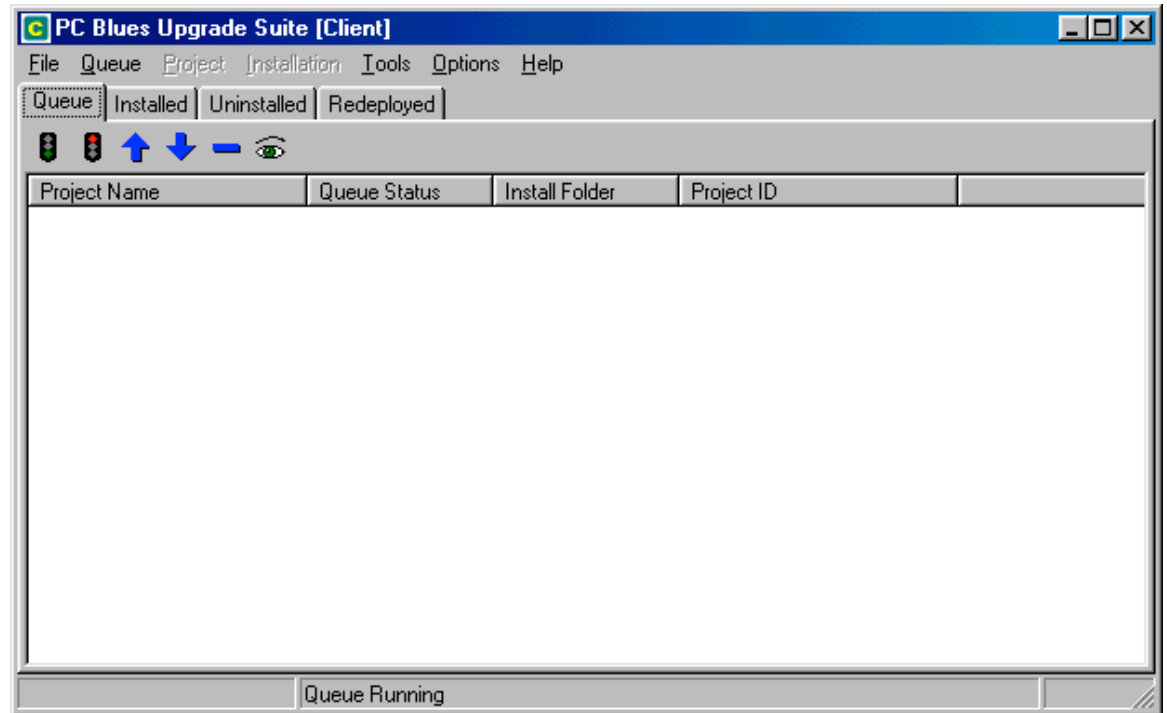 C PC Blues Upgrade Suite [Client]
File Queue Project Installation Tools Options Help
Queue Installed Uninstalled Redeployed
Project Name Queue Status Install Folder Project ID
Queue Running